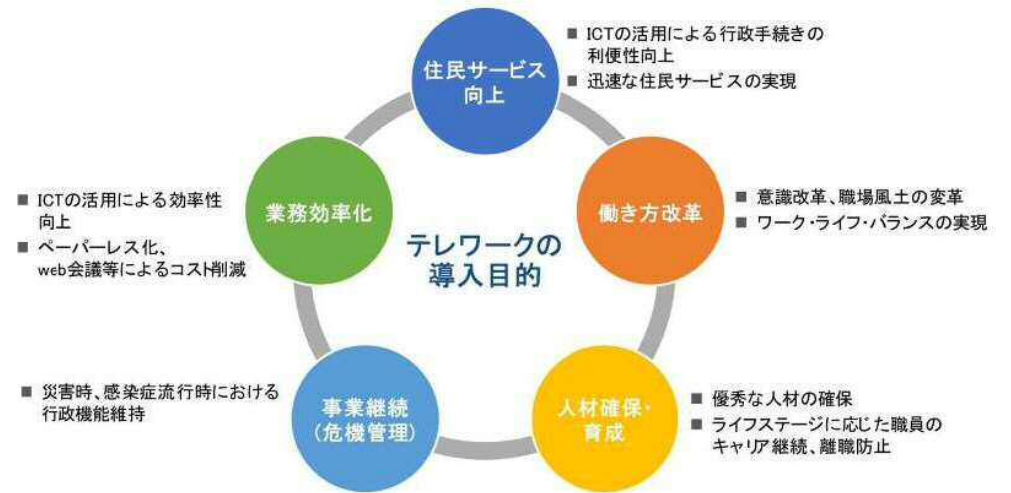 住民サービス
向上
■ ICTの活用による行政手続きの
利便性向上
■ 迅速な住民サービスの実現
働き方改革
■ 意識改革、職場風土の変革
■ ワーク・ライフ・バランスの実現
人材確保・
育成
■ 優秀な人材の確保
■ ライフステージに応じた職員の
キャリア継続、離職防止
事業継続
(危機管理)
■ 災害時、感染症流行時における
行政機能維持
業務効率化
■ ICTの活用による効率性
向上
■ ペーパーレス化、
web会議等によるコスト削減
テレワークの
導入目的